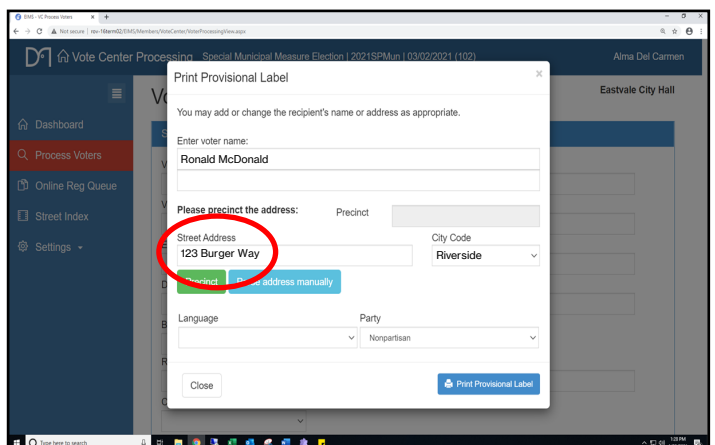 EIMS - VC Process Voters
Not secure | rov-16term02/EIMS/Members/VoteCenter/VoterProcessingView.aspx
Vote Center Processing Special Municipal Measure Election | 2021SPMun | 03/02/2021 (102) Alma Del Carmen
Eastvale City Hall
Dashboard
Process Voters
Online Reg Queue
Street Index
Settings
Print Provisional Label
×
You may add or change the recipient's name or address as appropriate.
Enter voter name:
Ronald McDonald
Please precinct the address: Precinct
Street Address City Code
123 Burger Way Riverside
Precinct address manually
Language Party
Nonpartisan
Close Print Provisional Label
Type here to search
1:28 PM